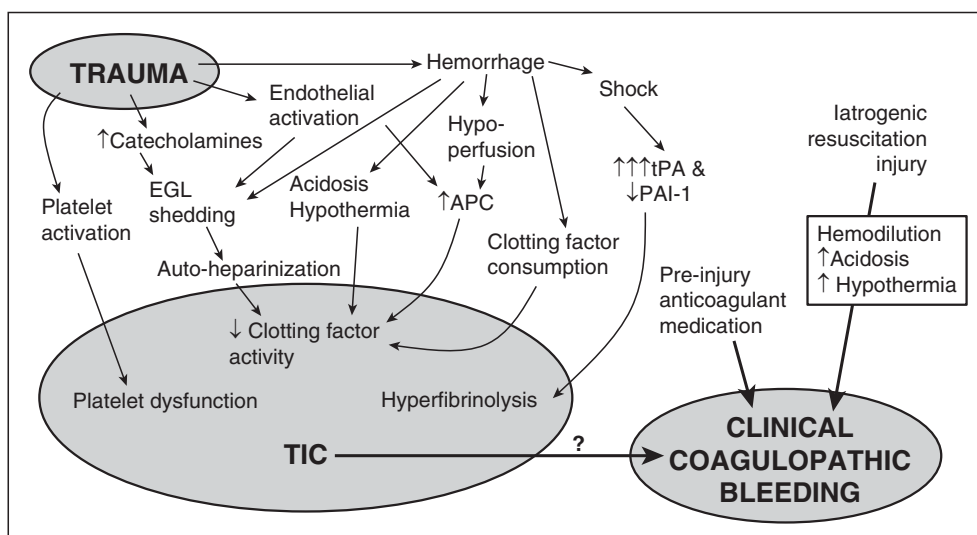 TRAUMA
Hemorrhage
Endothelial
activation
Shock
↑Catecholamines
Hypo-
perfusion
Iatrogenic
resuscitation
injury
EGL
shedding
Acidosis
Hypothermia
↑APC
↑↑↑tPA &
↓PAI-1
Platelet
activation
Clotting factor
consumption
Hemodilution
↑Acidosis
↑ Hypothermia
Auto-heparinization
Pre-injury
anticoagulant
medication
↓ Clotting factor
activity
Platelet dysfunction
Hyperfibrinolysis
TIC
?
CLINICAL
COAGULOPATHIC
BLEEDING